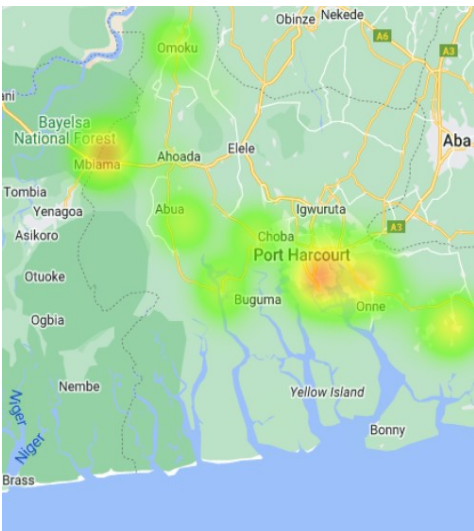 Obinze
Nekede
Omoku
A6
A3
ani
Bayelsa
National Forest
Aba
Mbiama
Ahoada
Elele
Tombia
Yenagoa
Abua
Igwuruta
A3
Asikoro
Choba
Port Harcourt
Otuoke
Buguma
Onne
Ogbia
Nembe
Yellow Island
Niger
Bonny
Niger
Brass